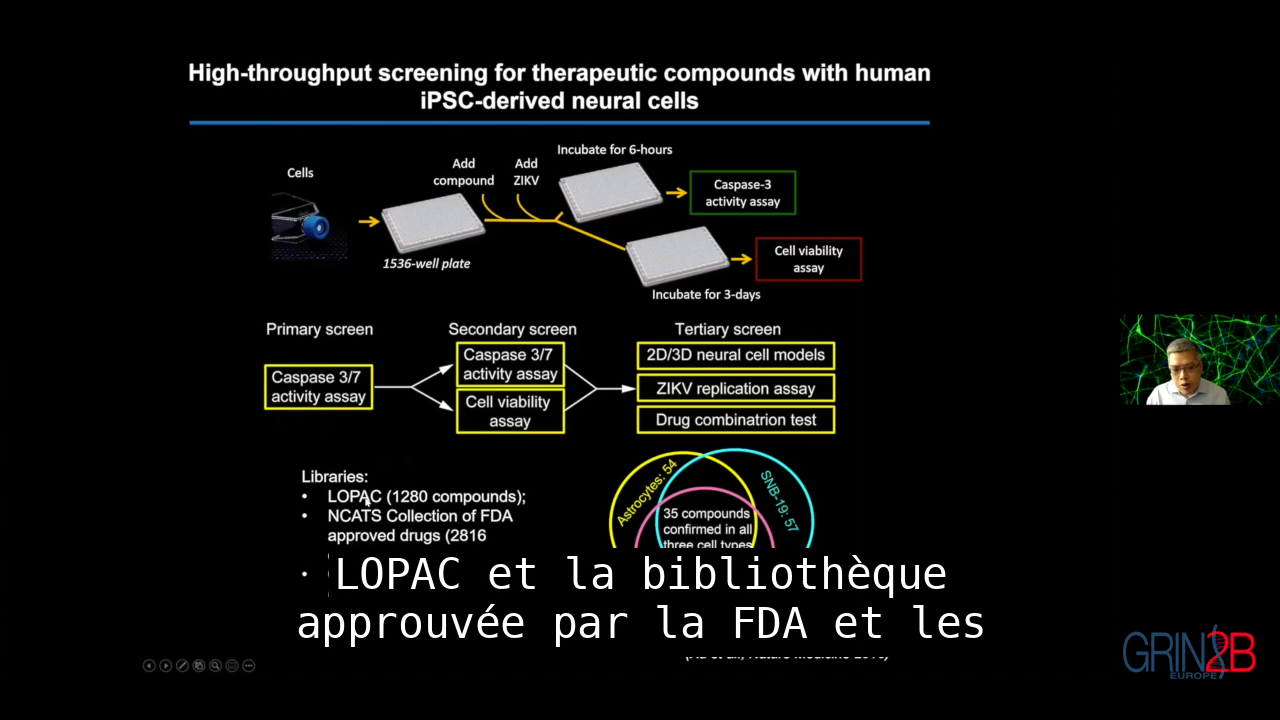 High-throughput screening for therapeutic compounds with human
iPSC-derived neural cells
Cells
Add
compound
Add
ZIKV
Incubate for 6-hours
Caspase-3
activity assay
1536-well plate
Cell viability
assay
Incubate for 3-days
Primary screen
Secondary screen
Tertiary screen
Caspase 3/7
activity assay
Caspase 3/7
activity assay
Cell viability
assay
2D/3D neural cell models
ZIKV replication assay
Drug combinatrion test
Libraries:
• LOPAC (1280 compounds);
• NCATS Collection of FDA
approved drugs (2816
Astrocytes: 54
SNB-19: 57
35 compounds
confirmed in all
three cell types
LOPAC et la bibliothèque
approuvée par la FDA et les
GRIN2B
EUROPE